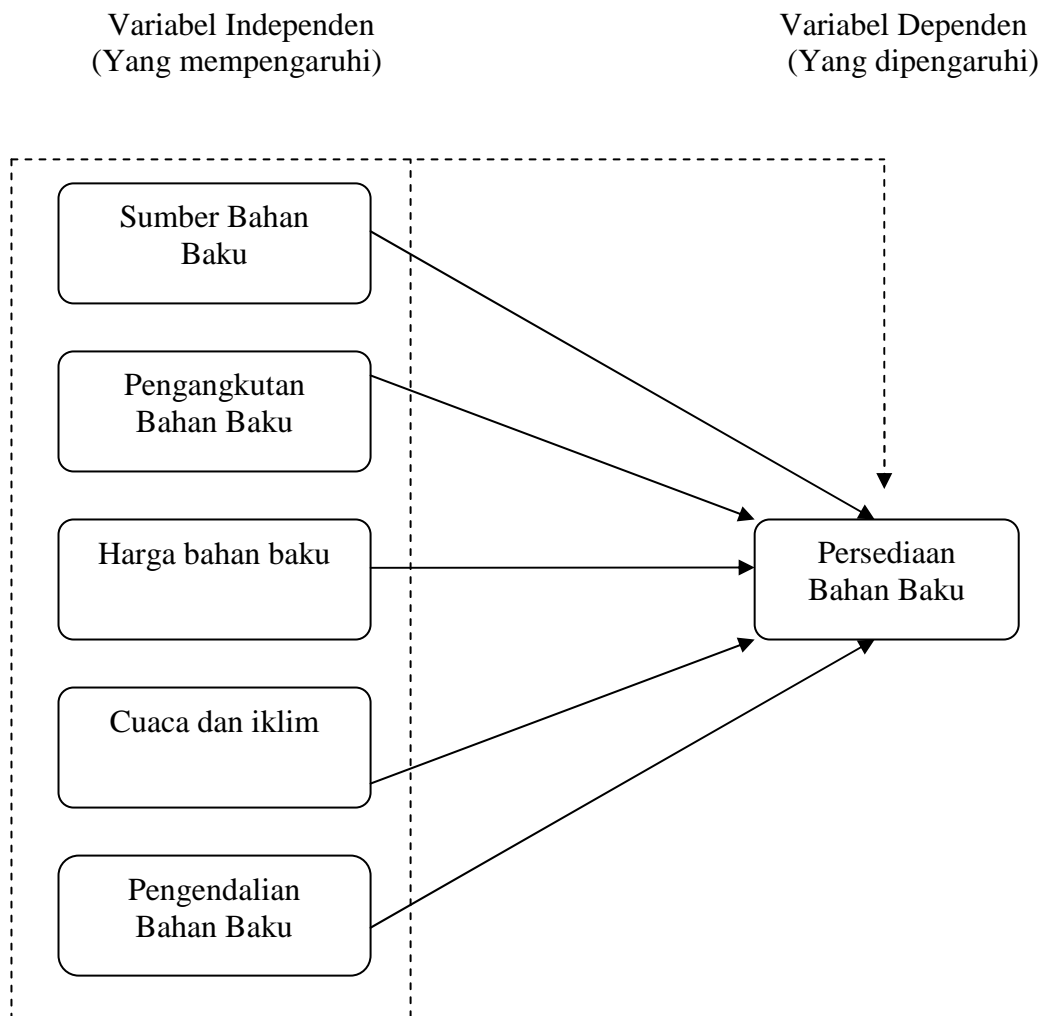 Variabel Independen
(Yang mempengaruhi)
Variabel Dependen
(Yang dipengaruhi)
Sumber Bahan
Baku
Pengangkutan
Bahan Baku
Harga bahan baku
Cuaca dan iklim
Pengendalian
Bahan Baku
Persediaan
Bahan Baku